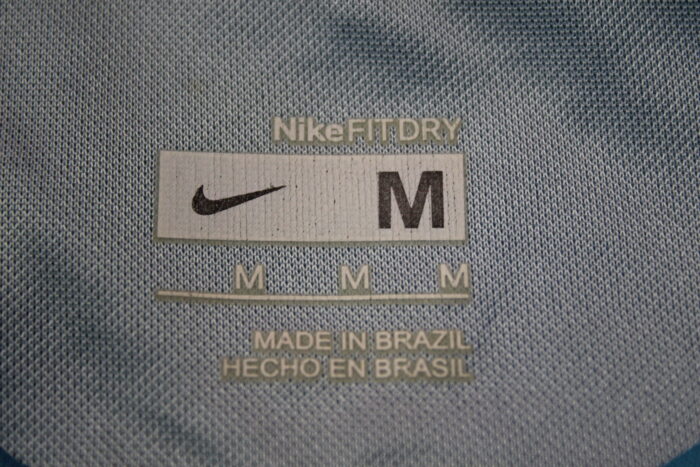 NikeFITDRY
M
M M M
MADE IN BRAZIL
HECHO EN BRASIL